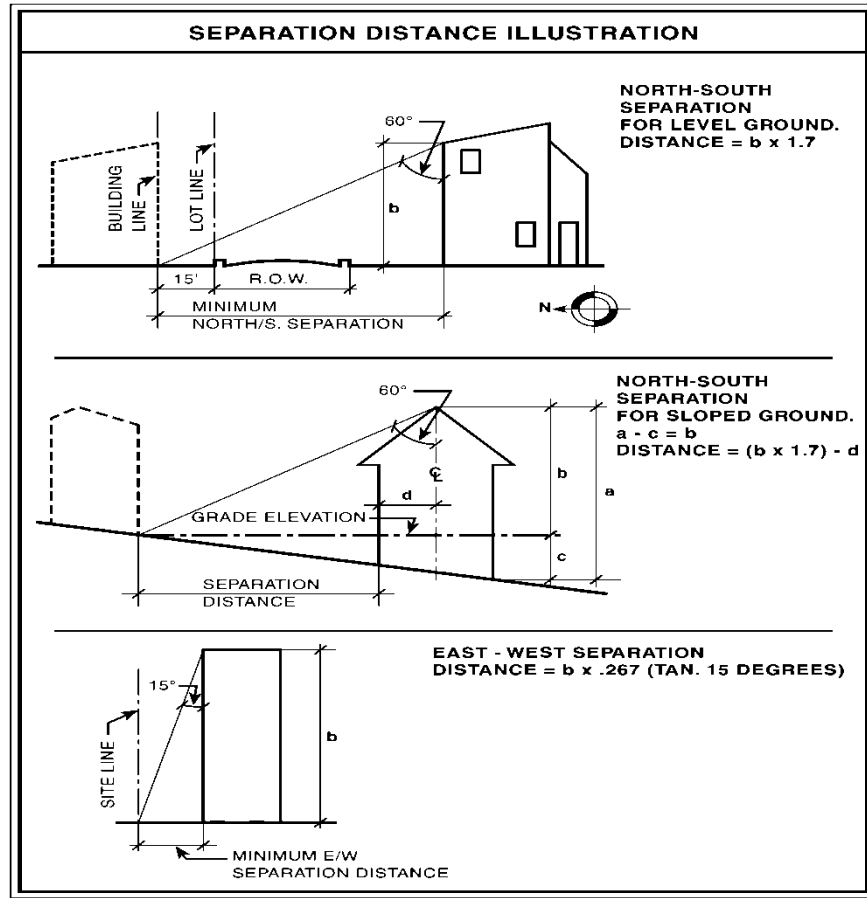 SEPARATION DISTANCE ILLUSTRATION
NORTH-SOUTH
SEPARATION
FOR LEVEL GROUND.
DISTANCE = b x 1.7
60°
BUILDING
LINE
LOT LINE
b
15'
R.O.W.
MINIMUM
NORTH/S. SEPARATION
N
NORTH-SOUTH
SEPARATION
FOR SLOPED GROUND.
a - c = b
DISTANCE = (b x 1.7) - d
60°
CL
d
b
a
GRADE ELEVATION
c
SEPARATION
DISTANCE
EAST - WEST SEPARATION
DISTANCE = b x .267 (TAN. 15 DEGREES)
15°
SITE LINE
b
MINIMUM E/W
SEPARATION DISTANCE